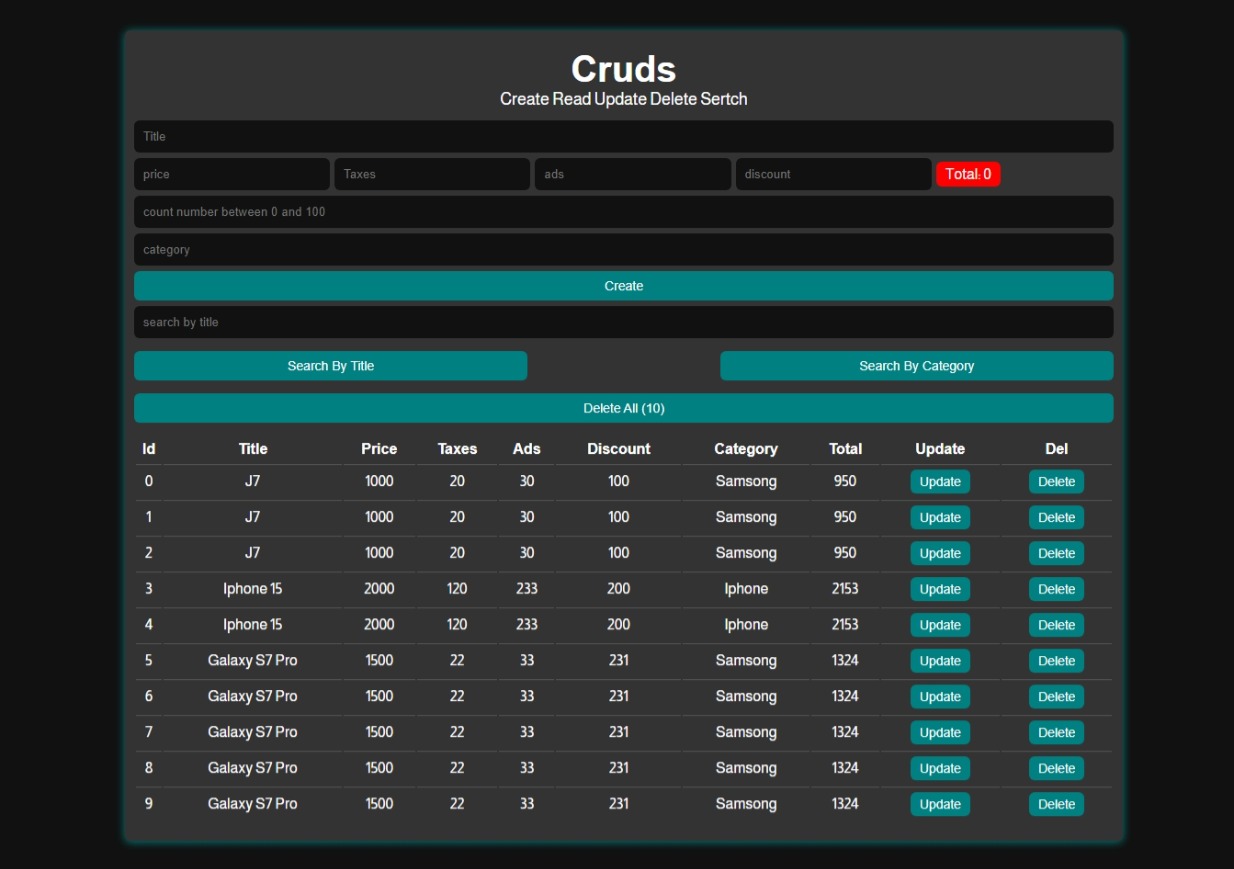 Cruds
Create Read Update Delete Sertch
Title
price Taxes ads discount Total: 0
count number between 0 and 100
category
Create
search by title
Search By Title Search By Category
Delete All (10)
Id Title Price Taxes Ads Discount Category Total Update Del
0 J7 1000 20 30 100 Samsong 950 Update Delete
1 J7 1000 20 30 100 Samsong 950 Update Delete
2 J7 1000 20 30 100 Samsong 950 Update Delete
3 Iphone 15 2000 120 233 200 Iphone 2153 Update Delete
4 Iphone 15 2000 120 233 200 Iphone 2153 Update Delete
5 Galaxy S7 Pro 1500 22 33 231 Samsong 1324 Update Delete
6 Galaxy S7 Pro 1500 22 33 231 Samsong 1324 Update Delete
7 Galaxy S7 Pro 1500 22 33 231 Samsong 1324 Update Delete
8 Galaxy S7 Pro 1500 22 33 231 Samsong 1324 Update Delete
9 Galaxy S7 Pro 1500 22 33 231 Samsong 1324 Update Delete